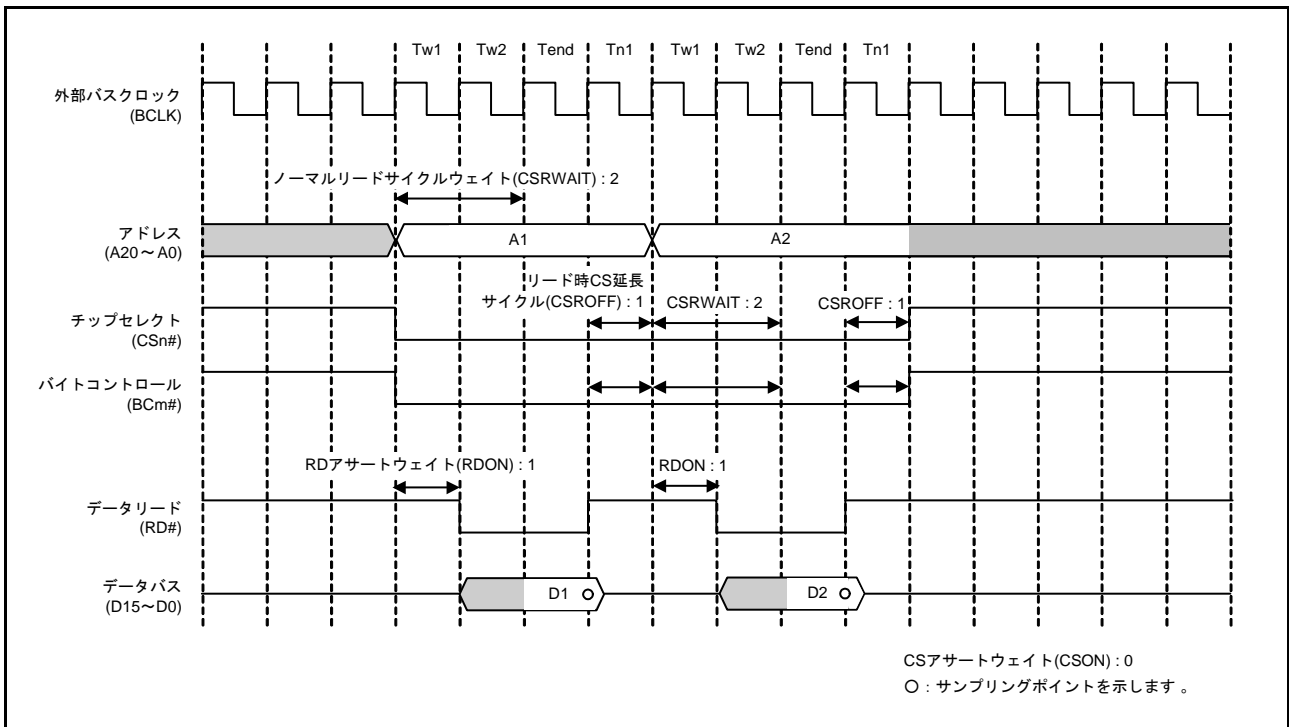 Tw1 Tw2 Tend Tn1 Tw1 Tw2 Tend Tn1
外部バスクロック
(BCLK)
ノーマルリードサイクルウェイト(CSRWAIT) : 2
アドレス
(A20～A0)
A1 A2
リード時CS延長
サイクル(CSROFF) : 1 CSRWAIT : 2 CSROFF : 1
チップセレクト
(CSn#)
バイトコントロール
(BCm#)
RDアサートウェイト(RDON) : 1 RDON : 1
データリード
(RD#)
データバス
(D15～D0)
D1 D2
CSアサートウェイト(CSON) : 0
○ : サンプリングポイントを示します 。